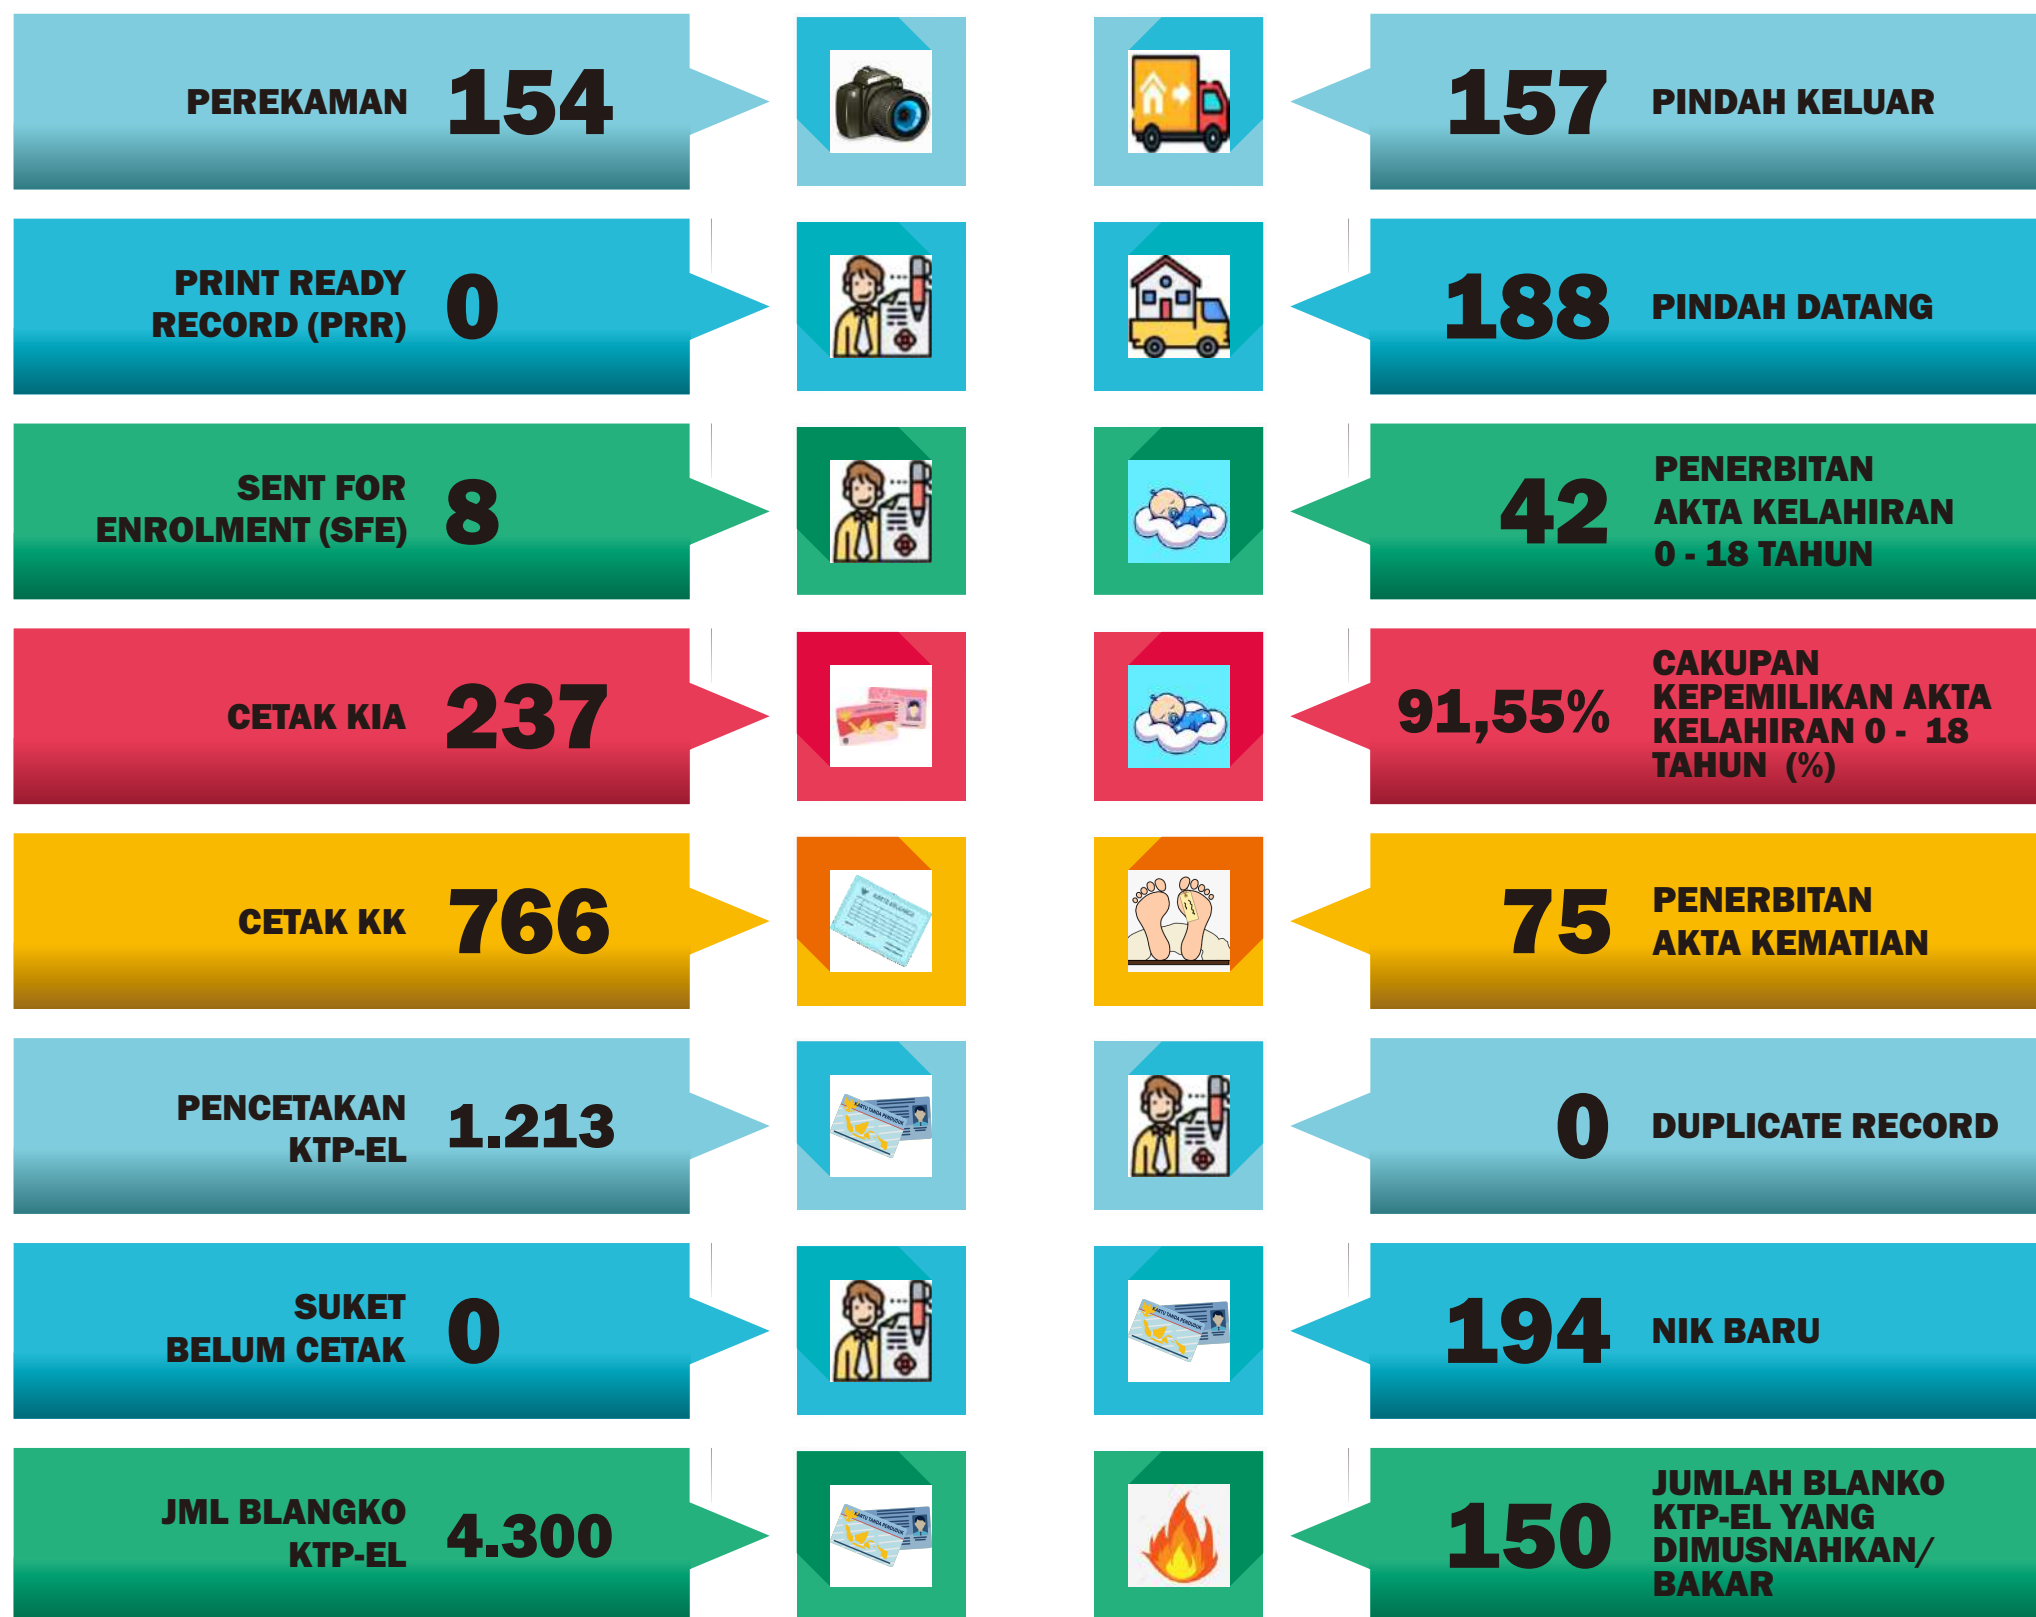 PEREKAMAN 154
157 PINDAH KELUAR
PRINT READY
RECORD (PRR)
0
188 PINDAH DATANG
SENT FOR
ENROLMENT (SFE)
8
42
PENERBITAN
AKTA KELAHIRAN
0 - 18 TAHUN
CETAK KIA 237
91,55%
CAKUPAN
KEPEMILIKAN AKTA
KELAHIRAN 0 - 18
TAHUN (%)
CETAK KK 766
75
PENERBITAN
AKTA KEMATIAN
PENCETAKAN
KTP-EL
1.213
0 DUPLICATE RECORD
SUKET
BELUM CETAK
0
194 NIK BARU
JML BLANGKO
KTP-EL
4.300
150
JUMLAH BLANKO
KTP-EL YANG
DIMUSNAHKAN/
BAKAR